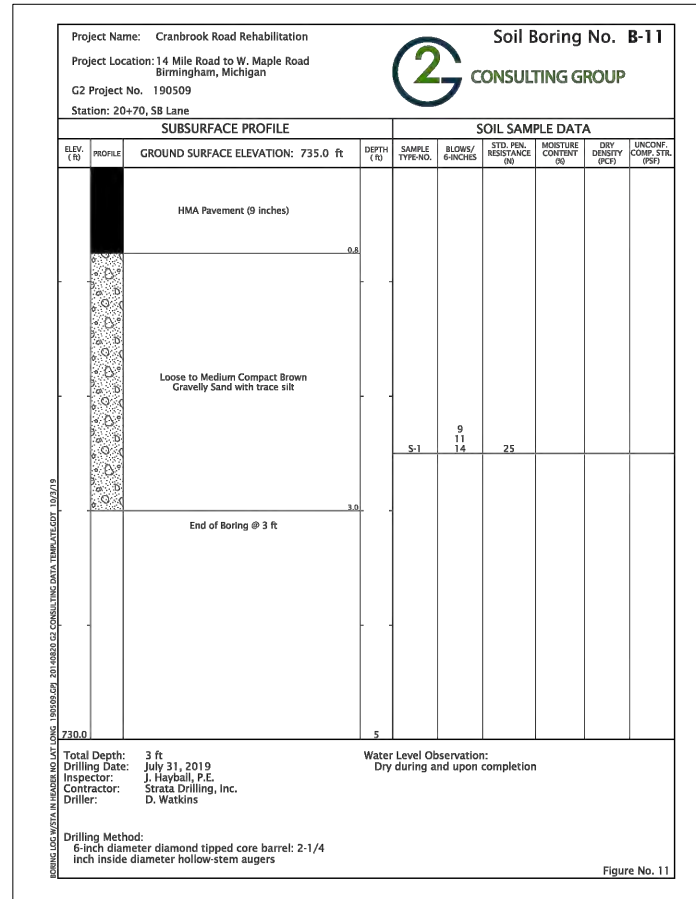 Project Name: Cranbrook Road Rehabilitation
Project Location: 14 Mile Road to W. Maple Road
Birmingham, Michigan
G2 Project No. 190509
Station: 20+70, SB Lane
Soil Boring No. B-11
G2 CONSULTING GROUP
SUBSURFACE PROFILE
SOIL SAMPLE DATA
ELEV. (ft)
PROFILE
GROUND SURFACE ELEVATION: 735.0 ft
DEPTH (ft)
SAMPLE TYPE-NO.
BLOWS/ 6-INCHES
STD. PEN. RESISTANCE (N)
MOISTURE CONTENT (%)
DRY DENSITY (PCF)
UNCONF. COMP. STR. (PSF)
HMA Pavement (9 inches)
0.8
Loose to Medium Compact Brown
Gravelly Sand with trace silt
9
11
S-1 14 25
3.0
End of Boring @ 3 ft
730.0 5
Total Depth: 3 ft
Drilling Date: July 31, 2019
Inspector: J. Hayball, P.E.
Contractor: Strata Drilling, Inc.
Driller: D. Watkins
Water Level Observation:
Dry during and upon completion
Drilling Method:
6-inch diameter diamond tipped core barrel: 2-1/4
inch inside diameter hollow-stem augers
Figure No. 11
BORING LOG W/STA IN HEADER NO LAT LONG 190509.GPJ 20140820 G2 CONSULTING DATA TEMPLATE.GDT 10/3/19